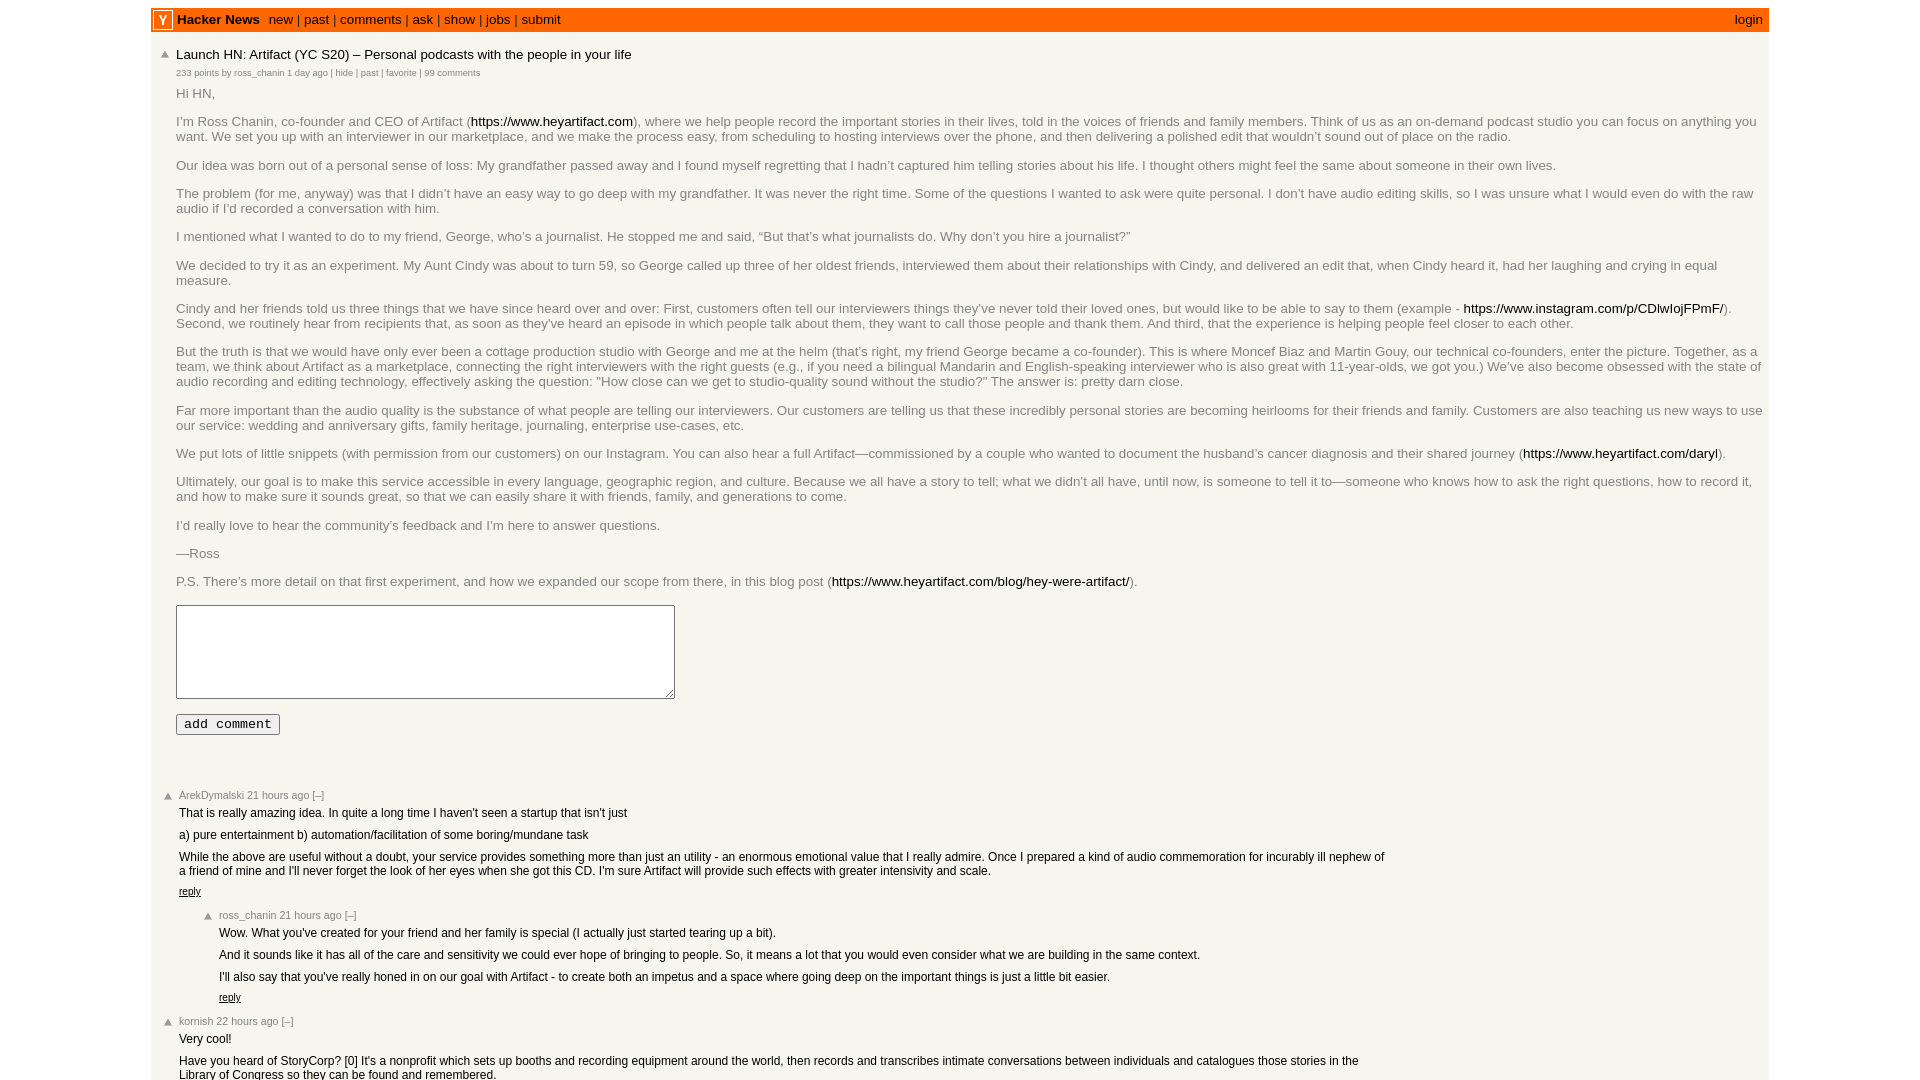 Y Hacker News new | past | comments | ask | show | jobs | submit login
Launch HN: Artifact (YC S20) – Personal podcasts with the people in your life
233 points by ross_chanin 1 day ago | hide | past | favorite | 99 comments
Hi HN,
I’m Ross Chanin, co-founder and CEO of Artifact (https://www.heyartifact.com), where we help people record the important stories in their lives, told in the voices of friends and family members. Think of us as an on-demand podcast studio you can focus on anything you
want. We set you up with an interviewer in our marketplace, and we make the process easy, from scheduling to hosting interviews over the phone, and then delivering a polished edit that wouldn’t sound out of place on the radio.
Our idea was born out of a personal sense of loss: My grandfather passed away and I found myself regretting that I hadn’t captured him telling stories about his life. I thought others might feel the same about someone in their own lives.
The problem (for me, anyway) was that I didn’t have an easy way to go deep with my grandfather. It was never the right time. Some of the questions I wanted to ask were quite personal. I don’t have audio editing skills, so I was unsure what I would even do with the raw
audio if I’d recorded a conversation with him.
I mentioned what I wanted to do to my friend, George, who’s a journalist. He stopped me and said, “But that’s what journalists do. Why don’t you hire a journalist?”
We decided to try it as an experiment. My Aunt Cindy was about to turn 59, so George called up three of her oldest friends, interviewed them about their relationships with Cindy, and delivered an edit that, when Cindy heard it, had her laughing and crying in equal
measure.
Cindy and her friends told us three things that we have since heard over and over: First, customers often tell our interviewers things they’ve never told their loved ones, but would like to be able to say to them (example - https://www.instagram.com/p/CDlwIojFPmF/).
Second, we routinely hear from recipients that, as soon as they’ve heard an episode in which people talk about them, they want to call those people and thank them. And third, that the experience is helping people feel closer to each other.
But the truth is that we would have only ever been a cottage production studio with George and me at the helm (that’s right, my friend George became a co-founder). This is where Moncef Biaz and Martin Gouy, our technical co-founders, enter the picture. Together, as a
team, we think about Artifact as a marketplace, connecting the right interviewers with the right guests (e.g., if you need a bilingual Mandarin and English-speaking interviewer who is also great with 11-year-olds, we got you.) We’ve also become obsessed with the state of
audio recording and editing technology, effectively asking the question: "How close can we get to studio-quality sound without the studio?" The answer is: pretty darn close.
Far more important than the audio quality is the substance of what people are telling our interviewers. Our customers are telling us that these incredibly personal stories are becoming heirlooms for their friends and family. Customers are also teaching us new ways to use
our service: wedding and anniversary gifts, family heritage, journaling, enterprise use-cases, etc.
We put lots of little snippets (with permission from our customers) on our Instagram. You can also hear a full Artifact—commissioned by a couple who wanted to document the husband’s cancer diagnosis and their shared journey (https://www.heyartifact.com/daryl).
Ultimately, our goal is to make this service accessible in every language, geographic region, and culture. Because we all have a story to tell; what we didn’t all have, until now, is someone to tell it to—someone who knows how to ask the right questions, how to record it,
and how to make sure it sounds great, so that we can easily share it with friends, family, and generations to come.
I’d really love to hear the community’s feedback and I’m here to answer questions.
—Ross
P.S. There’s more detail on that first experiment, and how we expanded our scope from there, in this blog post (https://www.heyartifact.com/blog/hey-were-artifact/).
add comment
ArekDymalski 21 hours ago [–]
That is really amazing idea. In quite a long time I haven't seen a startup that isn't just
a) pure entertainment b) automation/facilitation of some boring/mundane task
While the above are useful without a doubt, your service provides something more than just an utility - an enormous emotional value that I really admire. Once I prepared a kind of audio commemoration for incurably ill nephew of
a friend of mine and I'll never forget the look of her eyes when she got this CD. I'm sure Artifact will provide such effects with greater intensivity and scale.
reply
ross_chanin 21 hours ago [–]
Wow. What you've created for your friend and her family is special (I actually just started tearing up a bit).
And it sounds like it has all of the care and sensitivity we could ever hope of bringing to people. So, it means a lot that you would even consider what we are building in the same context.
I'll also say that you've really honed in on our goal with Artifact - to create both an impetus and a space where going deep on the important things is just a little bit easier.
reply
kornish 22 hours ago [–]
Very cool!
Have you heard of StoryCorp? [0] It's a nonprofit which sets up booths and recording equipment around the world, then records and transcribes intimate conversations between individuals and catalogues those stories in the
Library of Congress so they can be found and remembered.